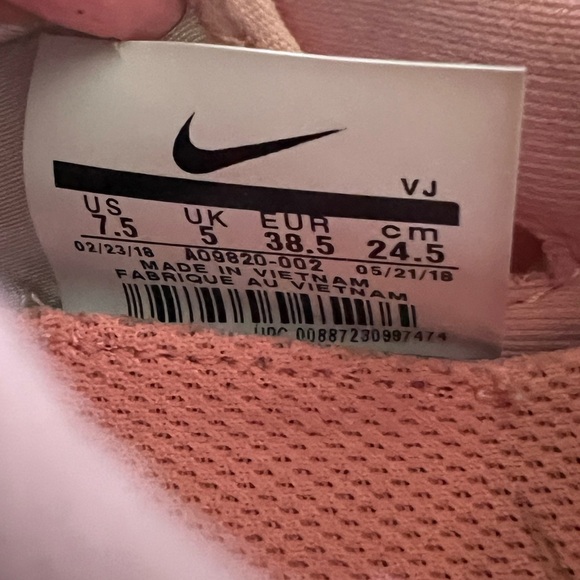 VJ
US UK EUR cm
7.5 5 38.5 24.5
02/23/18 AO9820-002 05/21/18
MADE IN VIETNAM
FABRIQUE AU VIETNAM
UPC 00887230997474